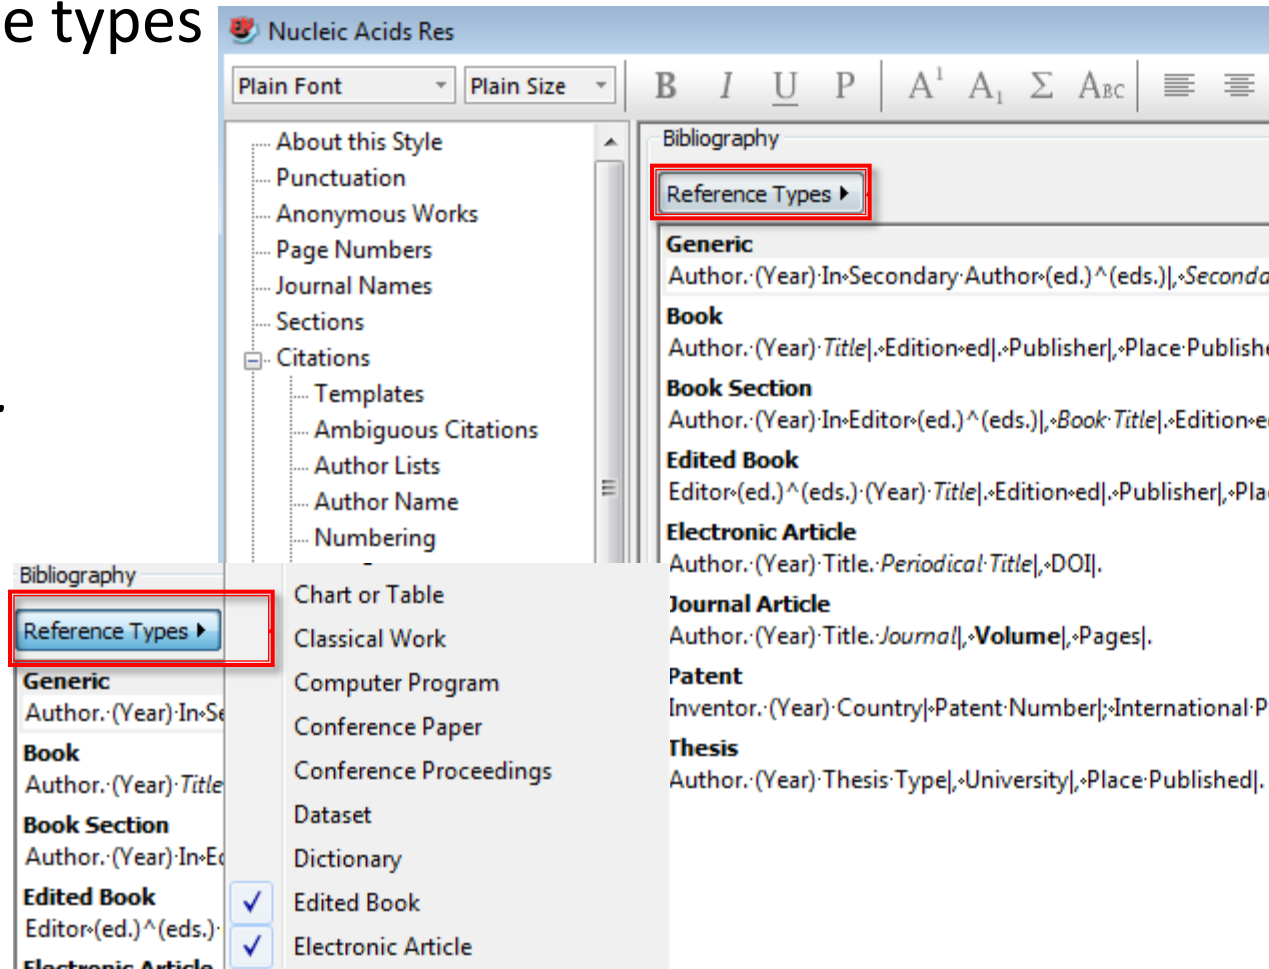 e types
Nucleic Acids Res
Plain Font
Plain Size
B I U P A1 A1 Σ ABC
About this Style
Punctuation
Anonymous Works
Page Numbers
Journal Names
Sections
Citations
Templates
Ambiguous Citations
Author Lists
Author Name
Numbering
Bibliography
Reference Types
Generic
Author.·(Year)·In Secondary·Author (ed.)^(eds.)|, Seconda
Book
Author.·(Year)·Title|. Edition ed|. Publisher|, Place·Publishe
Book Section
Author.·(Year)·In Editor (ed.)^(eds.)|, Book·Title|. Edition e
Edited Book
Editor (ed.)^(eds.)·(Year)·Title|. Edition ed|. Publisher|, Pla
Electronic Article
Author.·(Year)·Title.·Periodical·Title|, DOI|.
Journal Article
Author.·(Year)·Title.·Journal|, Volume|, Pages|.
Patent
Inventor.·(Year)·Country| Patent·Number|; International·P
Thesis
Author.·(Year)·Thesis·Type|, University|, Place·Published|.
Bibliography
Reference Types
Generic
Author.·(Year)·In Se
Book
Author.·(Year)·Title
Book Section
Author.·(Year)·In Ed
Edited Book
Editor (ed.)^(eds.)·
Electronic Article
Chart or Table
Classical Work
Computer Program
Conference Paper
Conference Proceedings
Dataset
Dictionary
Edited Book
Electronic Article